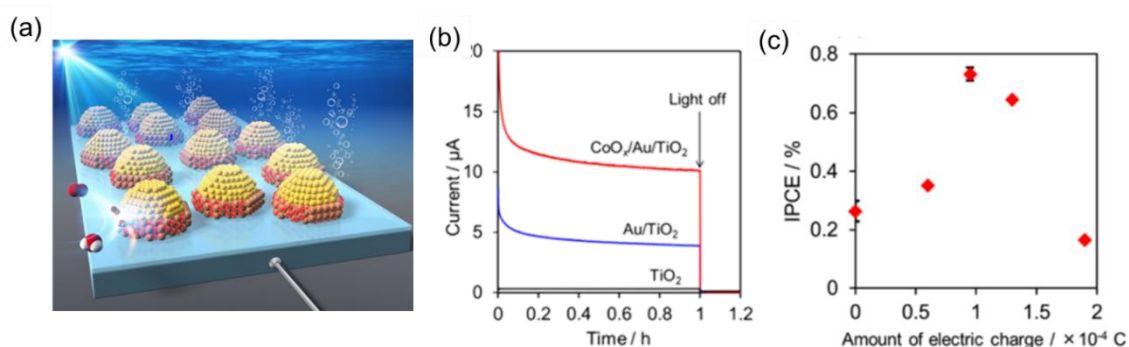 (a)
(b)
20
15
10
5
0
Current / µA
Light off
CoOₓ/Au/TiO₂
Au/TiO₂
TiO₂
0 0.2 0.4 0.6 0.8 1 1.2
Time / h
(c)
0.8
0.6
0.4
0.2
0
IPCE / %
0 0.5 1 1.5 2
Amount of electric charge / ×10⁻⁴ C